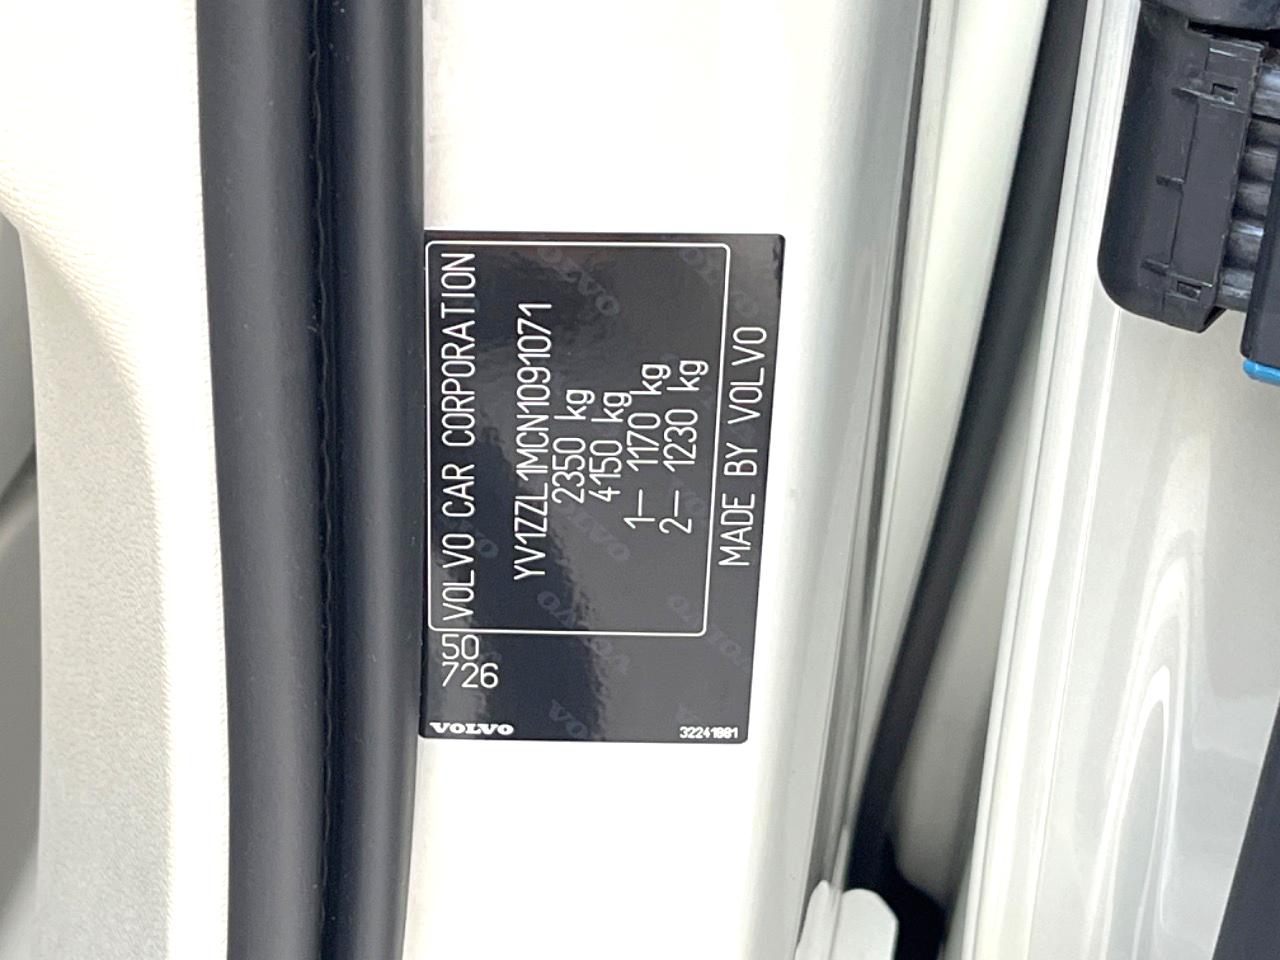 VOLVO CAR CORPORATION
YV1ZZL1MCN1091071
2350 kg
4150 kg
1— 1170 kg
2— 1230 kg
MADE BY VOLVO
50
726
VOLVO